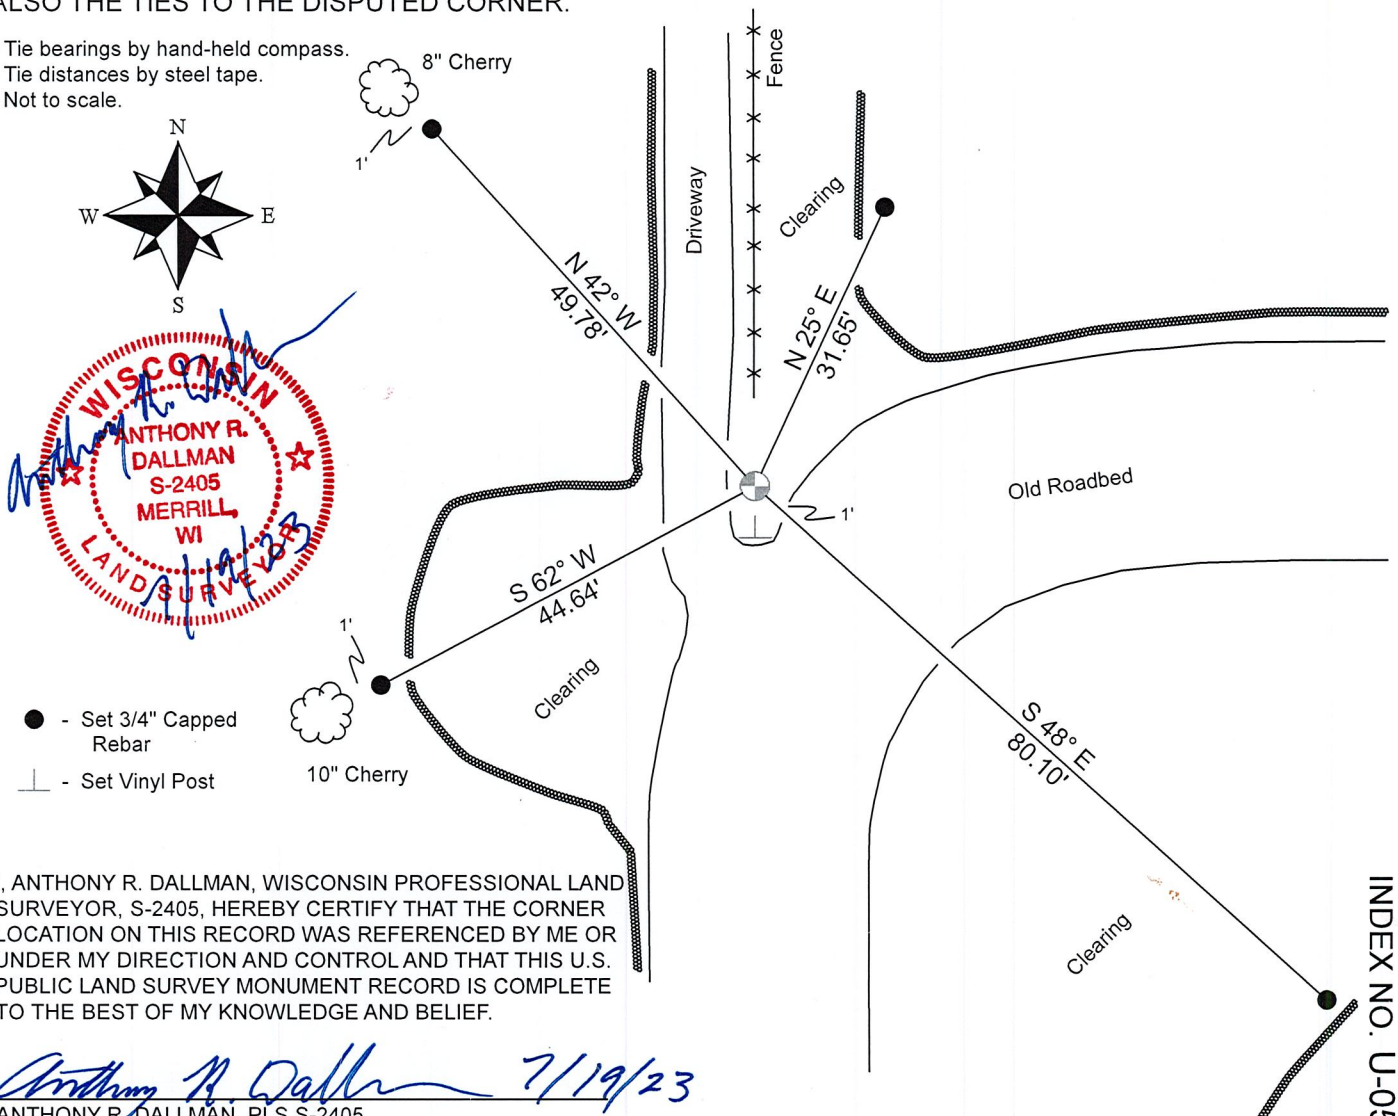 ALSO THE TIES TO THE DISPUTED CORNER.
Tie bearings by hand-held compass.
Tie distances by steel tape.
Not to scale.
N
W
E
S
8" Cherry
1'
Fence
Driveway
Clearing
N 42° W
49.78'
N 25° E
31.65'
Old Roadbed
1'
WISCONSIN
Anthony R. Dall
ANTHONY R.
DALLMAN
S-2405
MERRILL,
WI
LAND SURVEYOR
7/19/23
S 62° W
44.64'
1'
10" Cherry
Clearing
S 48° E
80.10'
Clearing
- Set 3/4" Capped
Rebar
- Set Vinyl Post
, ANTHONY R. DALLMAN, WISCONSIN PROFESSIONAL LAND
SURVEYOR, S-2405, HEREBY CERTIFY THAT THE CORNER
LOCATION ON THIS RECORD WAS REFERENCED BY ME OR
UNDER MY DIRECTION AND CONTROL AND THAT THIS U.S.
PUBLIC LAND SURVEY MONUMENT RECORD IS COMPLETE
TO THE BEST OF MY KNOWLEDGE AND BELIEF.
Anthony R. Dall 7/19/23
ANTHONY R. DALLMAN, PLS S-2405
INDEX NO. U-05